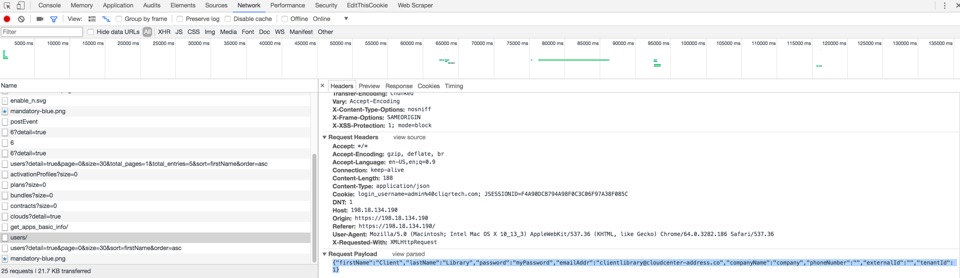 Console Memory Application Audits Elements Sources Network Performance Security EditThisCookie Web Scraper
View: Group by frame Preserve log Disable cache Offline Online
Filter Hide data URLs All XHR JS CSS Img Media Font Doc WS Manifest Other
5000 ms 10000 ms 15000 ms 20000 ms 25000 ms 30000 ms 35000 ms 40000 ms 45000 ms 50000 ms 55000 ms 60000 ms 65000 ms 70000 ms 75000 ms 80000 ms 85000 ms 90000 ms 95000 ms 100000 ms 105000 ms 110000 ms 115000 ms 120000 ms 125000 ms 130000 ms 135000 ms
Name
enable_n.svg
mandatory-blue.png
postEvent
6?detail=true
6
6?detail=true
users?detail=true&page=0&size=30&total_pages=1&total_entries=5&sort=firstName&order=asc
activationProfiles?size=0
plans?size=0
bundles?size=0
contracts?size=0
clouds?detail=true
get_apps_basic_info/
users/
users?detail=true&page=0&size=30&sort=firstName&order=asc
mandatory-blue.png
25 requests | 21.7 KB transferred
× Headers Preview Response Cookies Timing
Transfer-Encoding: chunked
Vary: Accept-Encoding
X-Content-Type-Options: nosniff
X-Frame-Options: SAMEORIGIN
X-XSS-Protection: 1; mode=block
▼ Request Headers view source
Accept: */*
Accept-Encoding: gzip, deflate, br
Accept-Language: en-US,en;q=0.9
Connection: keep-alive
Content-Length: 188
Content-Type: application/json
Cookie: login_username=admin%40cliqrtech.com; JSESSIONID=F4A90DCB794A98F0C3C06F97A38F085C
DNT: 1
Host: 198.18.134.190
Origin: https://198.18.134.190
Referer: https://198.18.134.190/
User-Agent: Mozilla/5.0 (Macintosh; Intel Mac OS X 10_13_3) AppleWebKit/537.36 (KHTML, like Gecko) Chrome/64.0.3282.186 Safari/537.36
X-Requested-With: XMLHttpRequest
▼ Request Payload view parsed
{"firstName":"Client","lastName":"Library","password":"myPassword","emailAddr":"clientlibrary@cloudcenter-address.co","companyName":"company","phoneNumber":"","externalId":"","tenantId":
1}